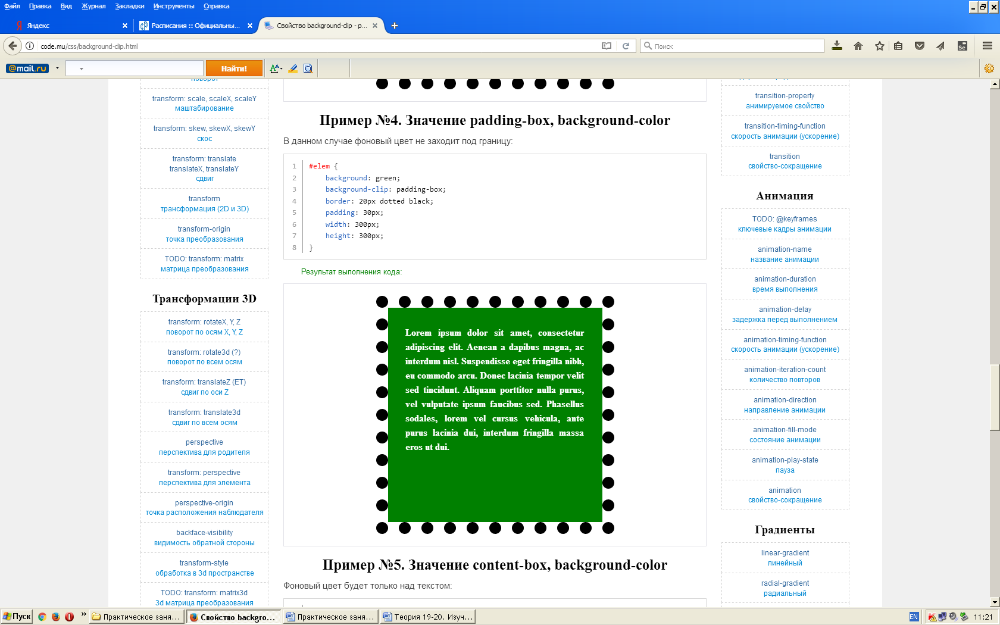 Файл Правка Вид Журнал Закладки Инструменты Справка
Яндекс
Расписания :: Официальны...
Свойство background-clip - р...
code.mu/css/background-clip.html
Поиск
@mail.ru
Найти!
поворот
transform: scale, scaleX, scaleY
маштабирование
transform: skew, skewX, skewY
скос
transform: translate
translateX, translateY
сдвиг
transform
трансформация (2D и 3D)
transform-origin
точка преобразования
TODO: transform: matrix
матрица преобразования
Трансформации 3D
transform: rotateX, Y, Z
поворот по осям X, Y, Z
transform: rotate3d (?)
поворот по всем осям
transform: translateZ (ET)
сдвиг по оси Z
transform: translate3d
сдвиг по всем осям
perspective
перспектива для родителя
transform: perspective
перспектива для элемента
perspective-origin
точка расположения наблюдателя
backface-visibility
видимость обратной стороны
transform-style
обработка в 3d пространстве
TODO: transform: matrix3d
3d матрица преобразования
Пример №4. Значение padding-box, background-color
В данном случае фоновый цвет не заходит под границу:
1 #elem {
2 background: green;
3 background-clip: padding-box;
4 border: 20px dotted black;
5 padding: 30px;
6 width: 300px;
7 height: 300px;
8 }
Результат выполнения кода:
Lorem ipsum dolor sit amet, consectetur
adipiscing elit. Aenean a dapibus magna, ac
interdum nisl. Suspendisse eget fringilla nibh,
eu commodo arcu. Donec lacinia tempor velit
sed tincidunt. Aliquam porttitor nulla purus,
vel vulputate ipsum faucibus sed. Phasellus
sodales, lorem vel cursus vehicula, ante
purus lacinia dui, interdum fringilla massa
eros ut dui.
Пример №5. Значение content-box, background-color
Фоновый цвет будет только над текстом:
transition-property
анимируемое свойство
transition-timing-function
скорость анимации (ускорение)
transition
свойство-сокращение
Анимация
TODO: @keyframes
ключевые кадры анимации
animation-name
название анимации
animation-duration
время выполнения
animation-delay
задержка перед выполнением
animation-timing-function
скорость анимации (ускорение)
animation-iteration-count
количество повторов
animation-direction
направление анимации
animation-fill-mode
состояние анимации
animation-play-state
пауза
animation
свойство-сокращение
Градиенты
linear-gradient
линейный
radial-gradient
радиальный
Пуск
Практическое заня...
Свойство backgro...
Практическое заня...
Теория 19-20. Изуч...
EN
11:21